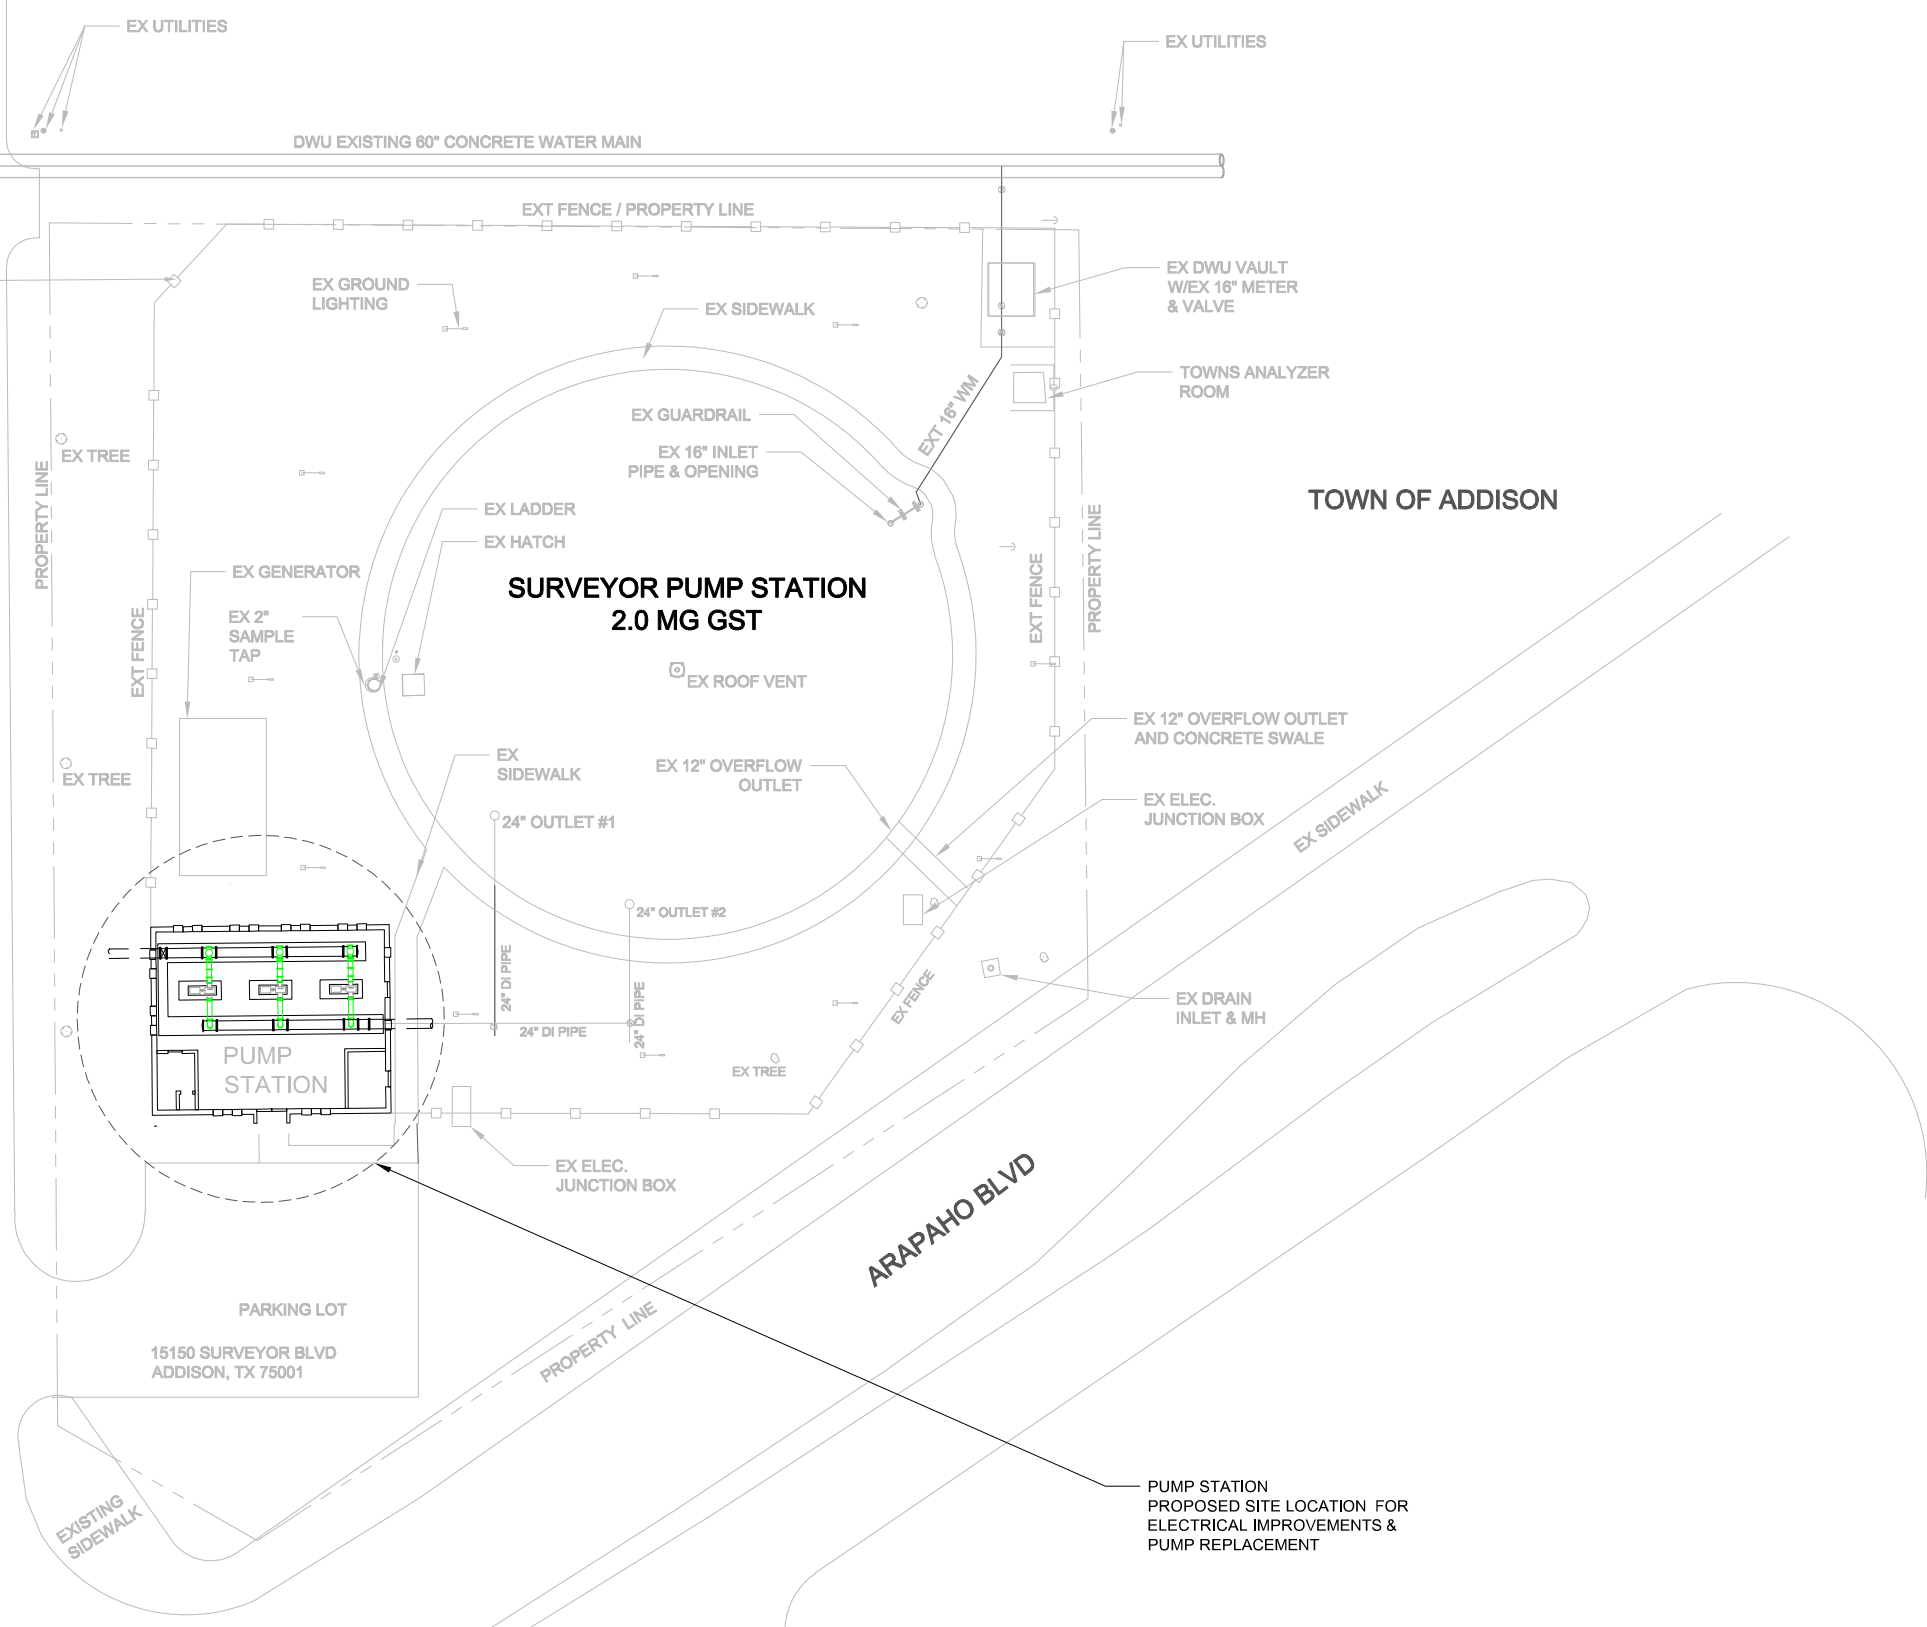 EX UTILITIES
EX UTILITIES
DWU EXISTING 60" CONCRETE WATER MAIN
EXT FENCE / PROPERTY LINE
EX GROUND
LIGHTING
EX SIDEWALK
EX DWU VAULT
W/EX 16" METER
& VALVE
TOWNS ANALYZER
ROOM
EX GUARDRAIL
EXT 16" WM
EX 16" INLET
PIPE & OPENING
EX TREE
PROPERTY LINE
TOWN OF ADDISON
EX LADDER
EX HATCH
EX GENERATOR
SURVEYOR PUMP STATION
2.0 MG GST
EXT FENCE
PROPERTY LINE
EX 2"
SAMPLE
TAP
EXT FENCE
EX ROOF VENT
EX 12" OVERFLOW OUTLET
AND CONCRETE SWALE
EX
SIDEWALK
EX 12" OVERFLOW
OUTLET
EX TREE
EX ELEC.
JUNCTION BOX
EX SIDEWALK
24" OUTLET #1
24" OUTLET #2
24" DI PIPE
24" DI PIPE
24" DI PIPE
EX FENCE
EX DRAIN
INLET & MH
PUMP
STATION
EX TREE
EX ELEC.
JUNCTION BOX
ARAPAHO BLVD
PARKING LOT
15150 SURVEYOR BLVD
ADDISON, TX 75001
PROPERTY LINE
EXISTING
SIDEWALK
PUMP STATION
PROPOSED SITE LOCATION FOR
ELECTRICAL IMPROVEMENTS &
PUMP REPLACEMENT